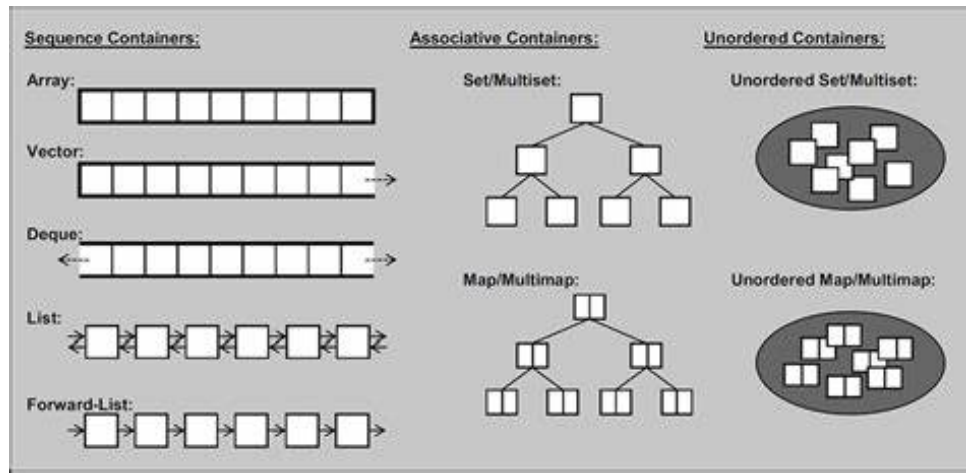 Sequence Containers:
Array:
Vector:
Deque:
List:
Forward-List:
Associative Containers:
Set/Multiset:
Map/Multimap:
Unordered Containers:
Unordered Set/Multiset:
Unordered Map/Multimap: